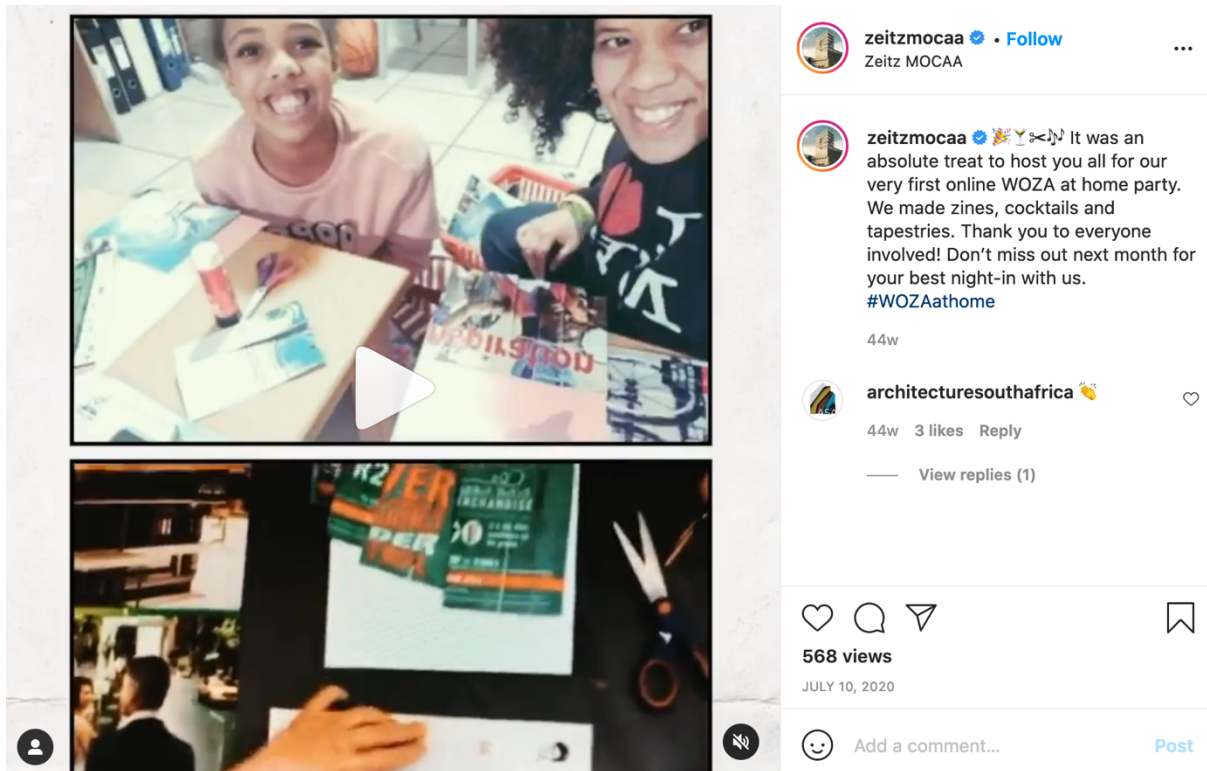 zeitzmocaa • Follow
Zeitz MOCAA
zeitzmocaa 🎉🍸✂🎶 It was an
absolute treat to host you all for our
very first online WOZA at home party.
We made zines, cocktails and
tapestries. Thank you to everyone
involved! Don’t miss out next month for
your best night-in with us.
#WOZAathome
44w
architecturesouthafrica 👏
44w 3 likes Reply
View replies (1)
568 views
JULY 10, 2020
Add a comment... Post
inspiration